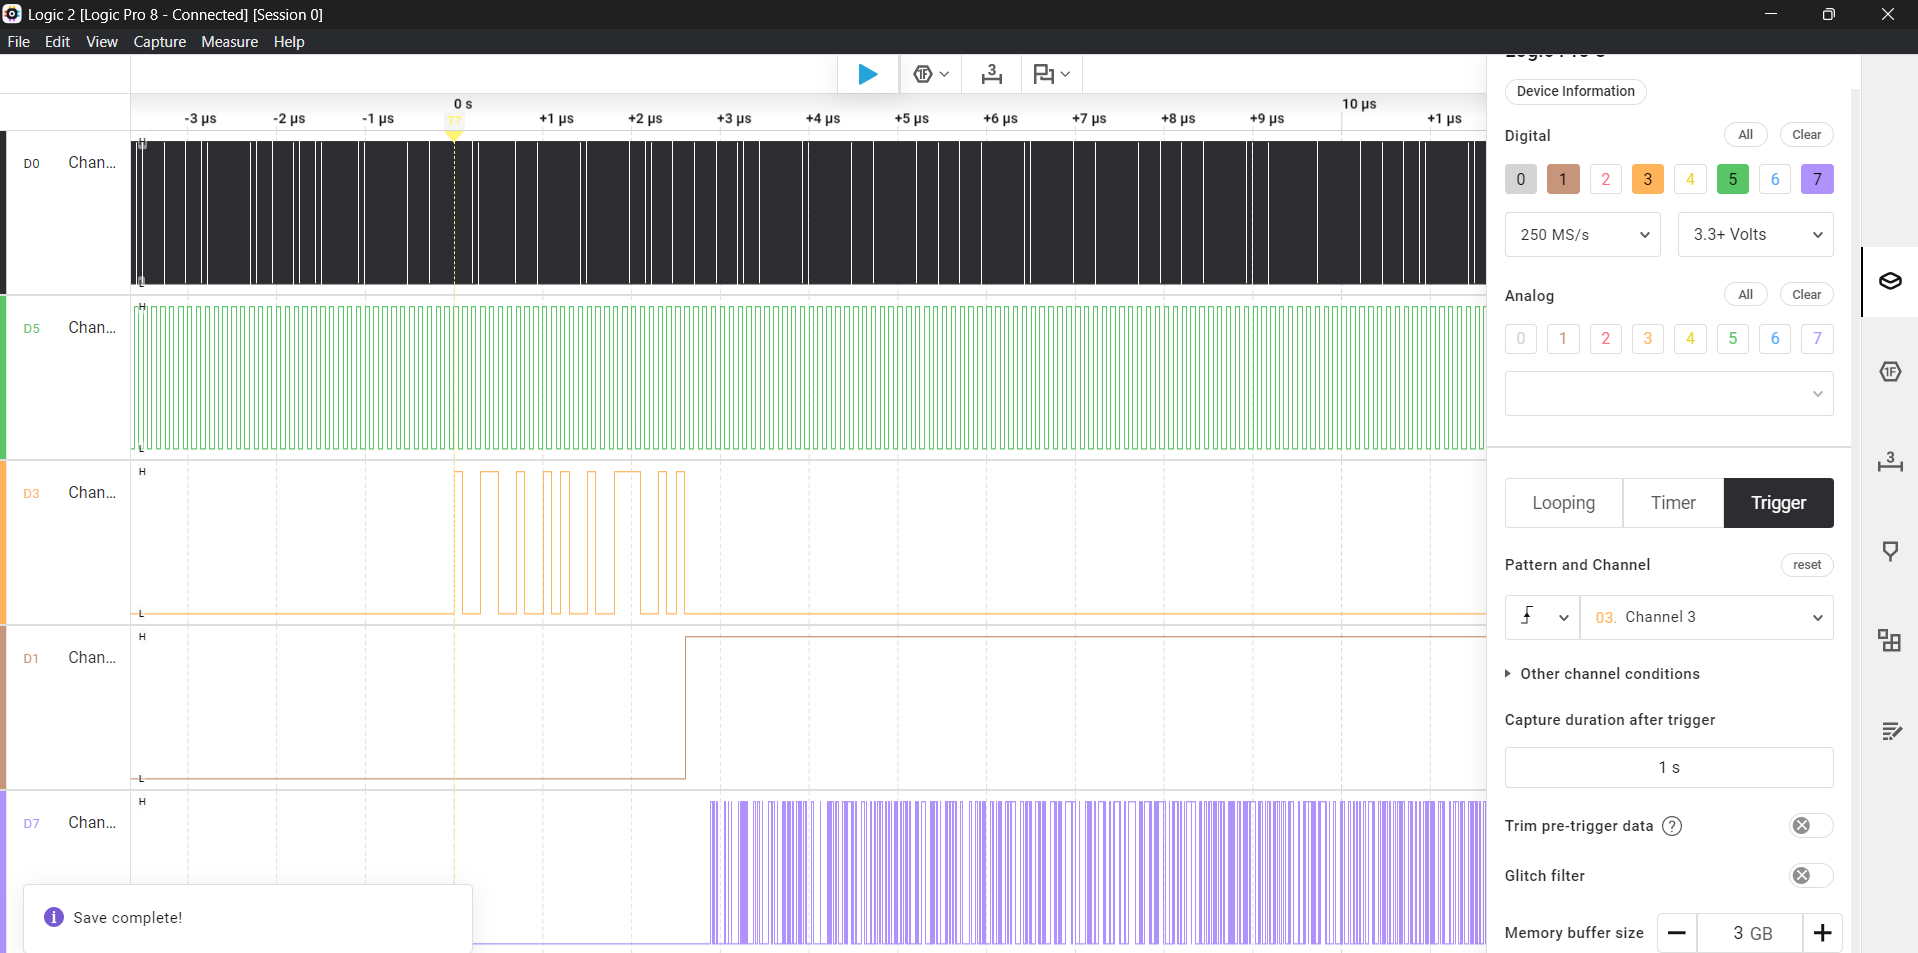 Logic 2 [Logic Pro 8 - Connected] [Session 0]
File Edit View Capture Measure Help
Device Information
0 s
10 µs
-3 µs -2 µs -1 µs T? +1 µs +2 µs +3 µs +4 µs +5 µs +6 µs +7 µs +8 µs +9 µs +1 µs
D0 Chan...
H
L
D5 Chan...
H
L
D3 Chan...
H
L
D1 Chan...
H
L
D7 Chan...
H
Save complete!
Digital All Clear
0 1 2 3 4 5 6 7
250 MS/s 3.3+ Volts
Analog All Clear
0 1 2 3 4 5 6 7
Looping Timer Trigger
Pattern and Channel reset
03. Channel 3
Other channel conditions
Capture duration after trigger
1 s
Trim pre-trigger data ?
Glitch filter
Memory buffer size − 3 GB +
1F
3
1F
3